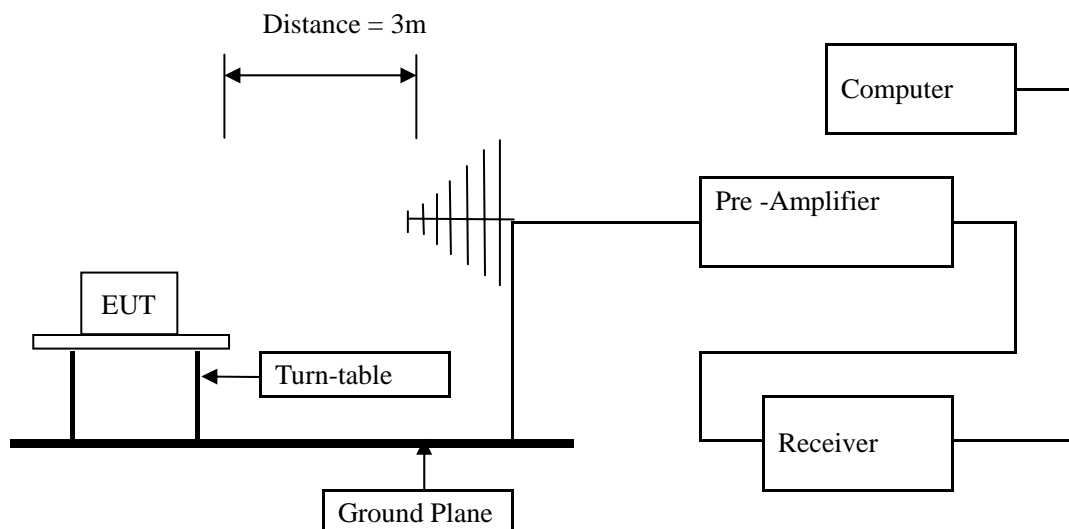 Distance = 3m
Computer
Pre -Amplifier
EUT
Turn-table
Receiver
Ground Plane